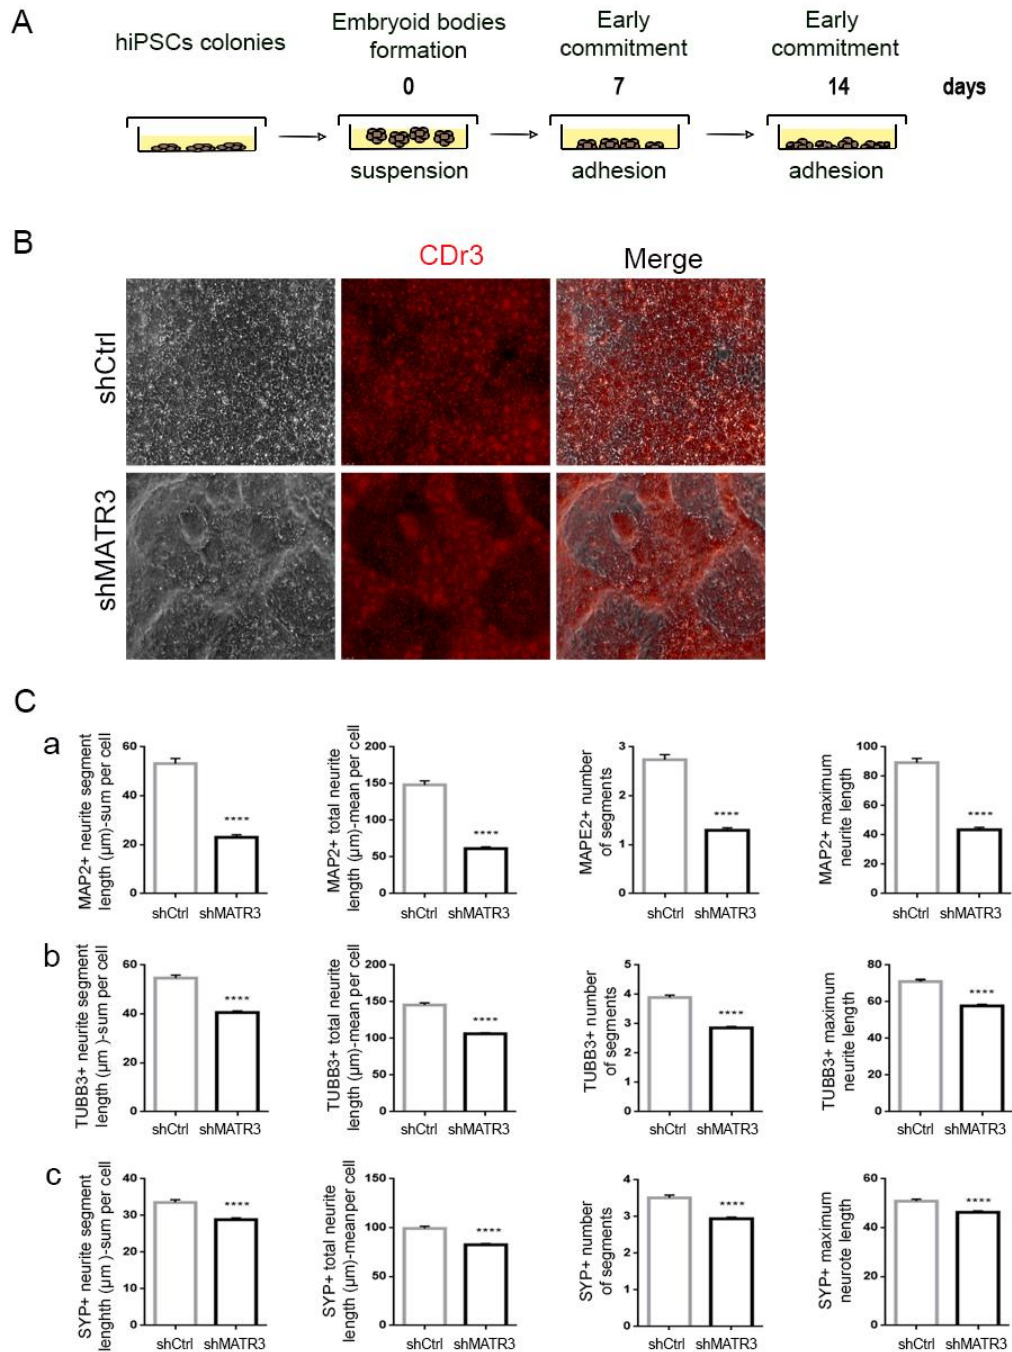 A
hiPSCs colonies
Embryoid bodies
formation
0
Early
commitment
7
Early
commitment
14
days
suspension
adhesion
adhesion
B
CDr3
Merge
shCtrl
shMATR3
C
a
MAP2+ neurite segment
length (µm)-sum per cell
60
40
20
0
****
shCtrl shMATR3
MAP2+ total neurite
length (µm)-mean per cell
200
150
100
50
0
****
shCtrl shMATR3
MAPE2+ number
of segments
3
2
1
0
****
shCtrl shMATR3
MAP2+ maximum
neurite length
100
80
60
40
20
0
****
shCtrl shMATR3
b
TUBB3+ neurite segment
length (µm )-sum per cell
60
40
20
0
****
shCtrl shMATR3
TUBB3+ total neurite
length (µm)-mean per cell
200
150
100
50
0
****
shCtrl shMATR3
TUBB3+ number
of segments
5
4
3
2
1
0
****
shCtrl shMATR3
TUBB3+ maximum
neurite length
80
60
40
20
0
****
shCtrl shMATR3
c
SYP+ neurite segment
lenghth (µm )-sum per cell
40
30
20
10
0
****
shCtrl shMATR3
SYP+ total neurite
length (µm)-meanper cell
150
100
50
0
****
shCtrl shMATR3
SYP+ number
of segments
4
3
2
1
0
****
shCtrl shMATR3
SYP+ maximum
neurote length
60
40
20
0
****
shCtrl shMATR3